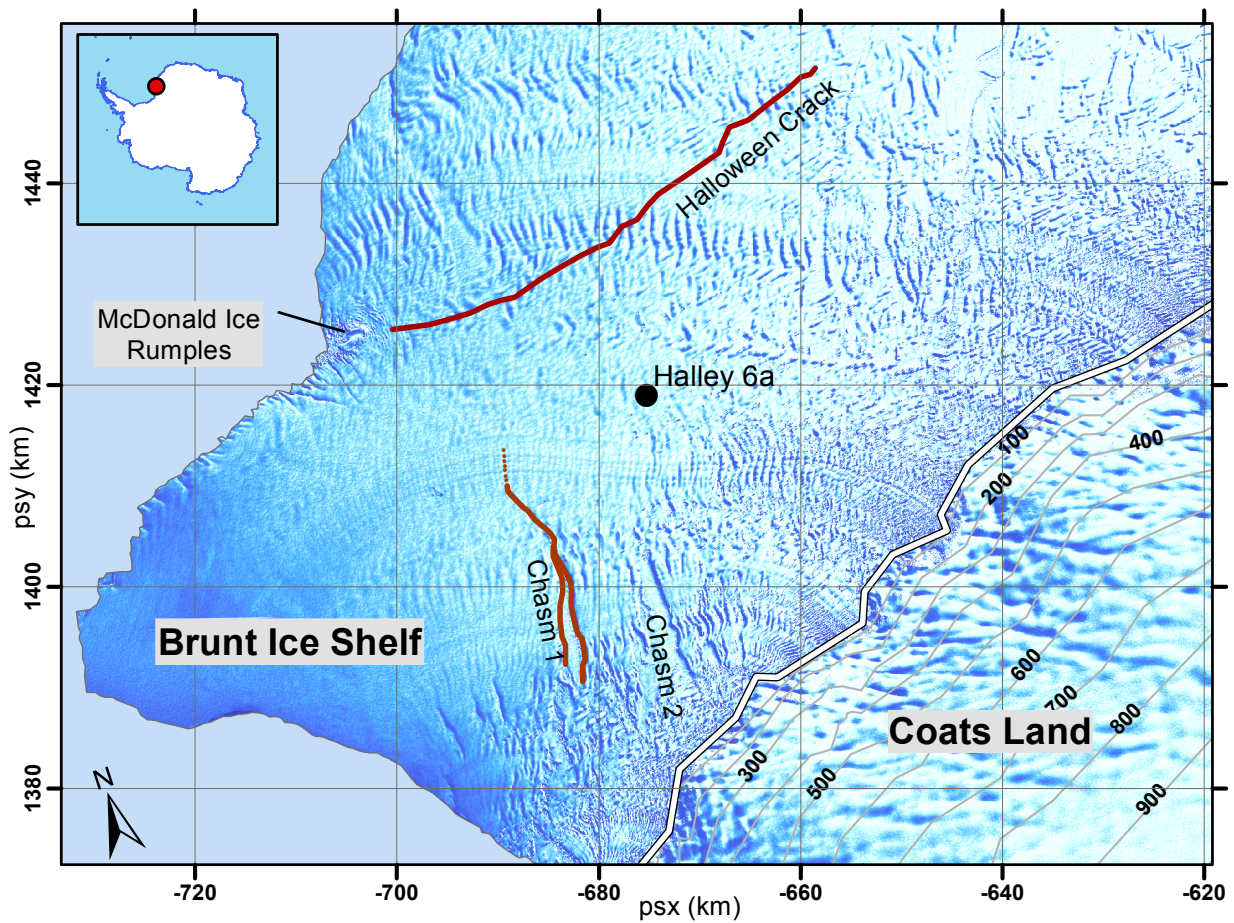 Halloween Crack
McDonald Ice
Rumples
Halley 6a
Chasm 1
Chasm 2
Brunt Ice Shelf
Coats Land
100
200
400
300
500
600
700
800
900
N
psy (km)
1440
1420
1400
1380
-720
-700
-680
-660
-640
-620
psx (km)